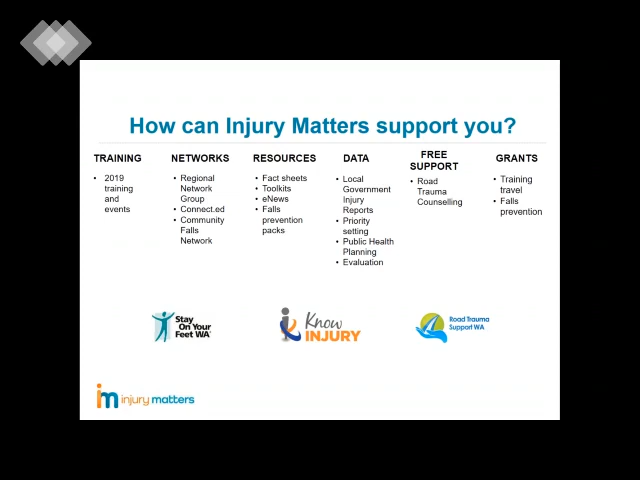 How can Injury Matters support you?
TRAINING
• 2019
training
and
events
NETWORKS
• Regional
Network
Group
• Connect.ed
• Community
Falls
Network
RESOURCES
• Fact sheets
• Toolkits
• eNews
• Falls
prevention
packs
DATA
• Local
Government
Injury
Reports
• Priority
setting
• Public Health
Planning
• Evaluation
FREE
SUPPORT
• Road
Trauma
Counselling
GRANTS
• Training
travel
• Falls
prevention
Stay
On Your
Feet WA
Know
INJURY
Road Trauma
Support WA
im injury matters